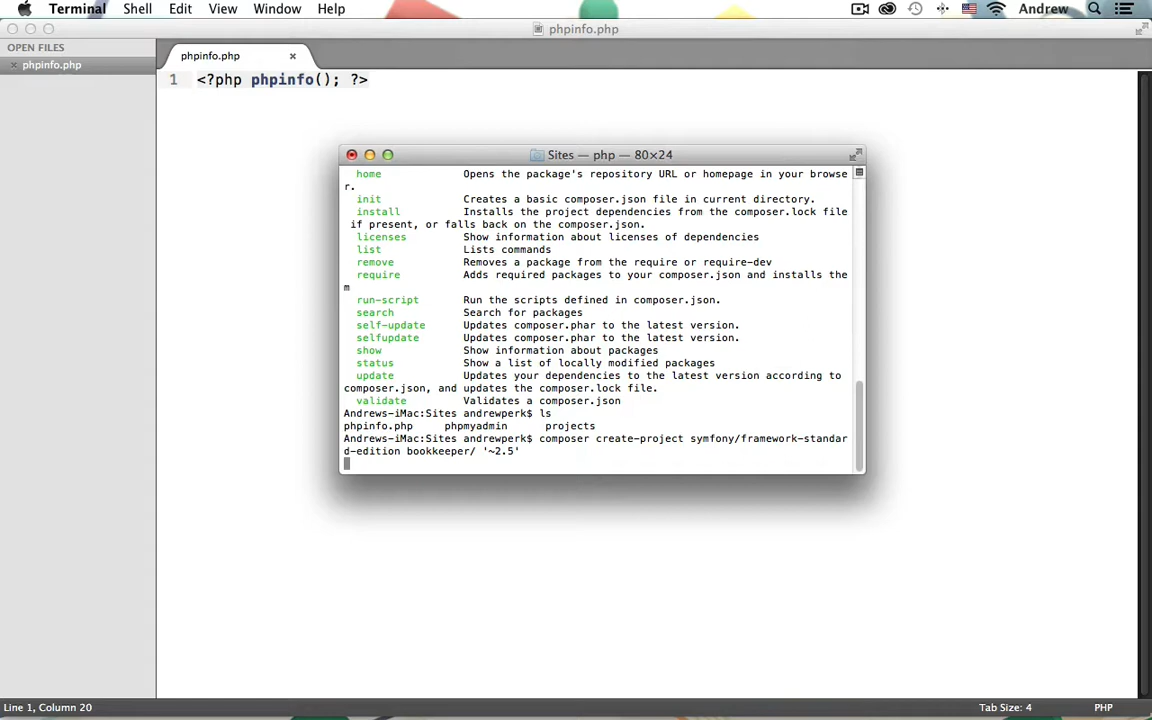 Terminal Shell Edit View Window Help Andrew
phpinfo.php
OPEN FILES
phpinfo.php
× phpinfo.php ×
1 <?php phpinfo(); ?>
Sites — php — 80×24
home Opens the package's repository URL or homepage in your browse
r.
init Creates a basic composer.json file in current directory.
install Installs the project dependencies from the composer.lock file
if present, or falls back on the composer.json.
licenses Show information about licenses of dependencies
list Lists commands
remove Removes a package from the require or require-dev
require Adds required packages to your composer.json and installs the
m
run-script Run the scripts defined in composer.json.
search Search for packages
self-update Updates composer.phar to the latest version.
selfupdate Updates composer.phar to the latest version.
show Show information about packages
status Show a list of locally modified packages
update Updates your dependencies to the latest version according to
composer.json, and updates the composer.lock file.
validate Validates a composer.json
Andrews-iMac:Sites andrewperk$ ls
phpinfo.php phpmyadmin projects
Andrews-iMac:Sites andrewperk$ composer create-project symfony/framework-standar
d-edition bookkeeper/ '~2.5'
Line 1, Column 20 Tab Size: 4 PHP